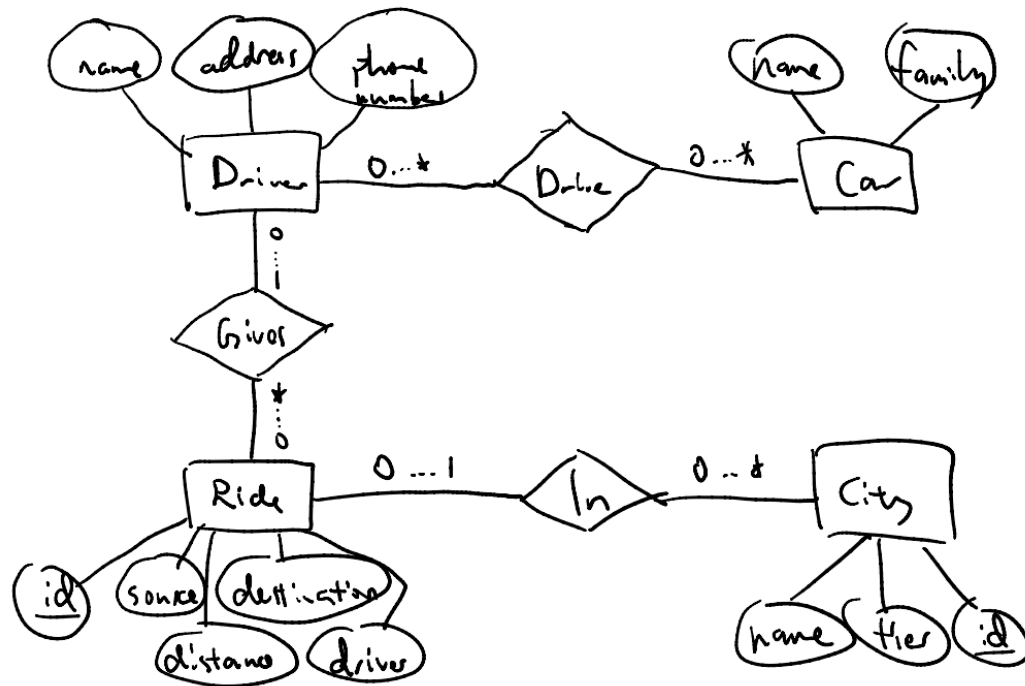 name
address
phone
number
name
family
Driver
0...*
Drive
0...*
Car
0...1
Gives
*...0
Ride
0...1
In
0...*
City
id
source
destination
distance
driver
name
tier
id